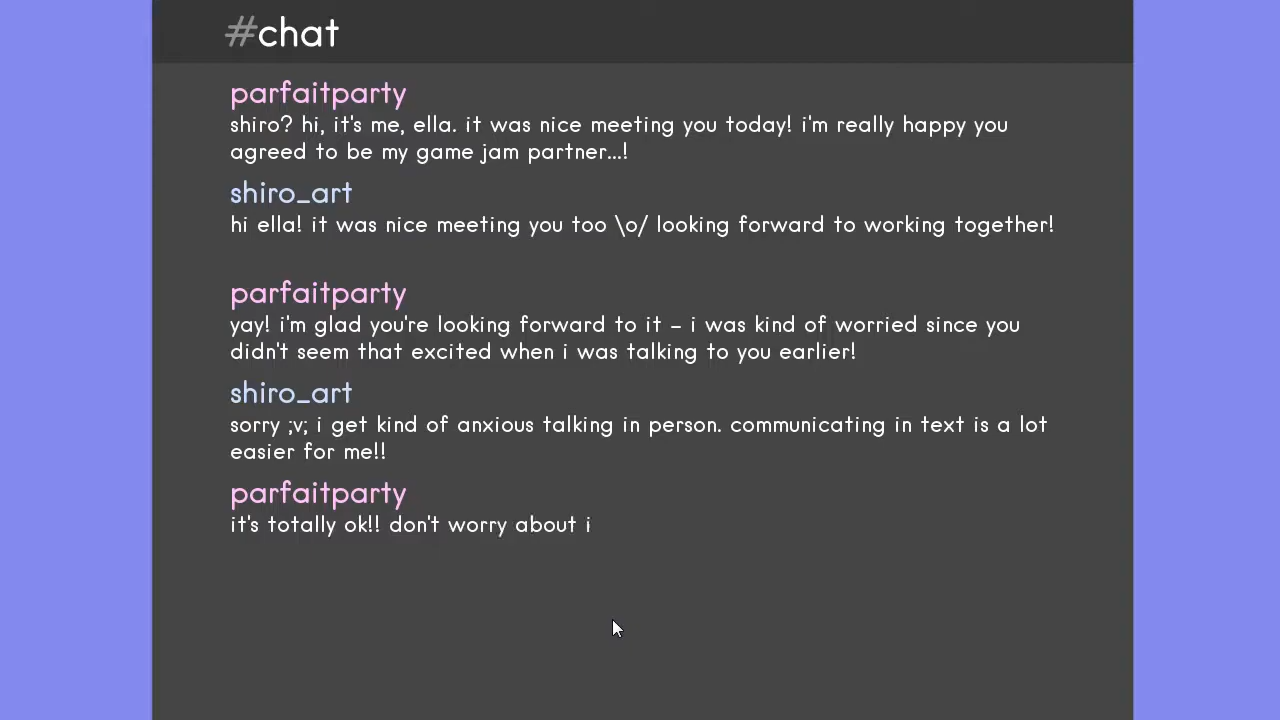 #chat
parfaitparty
shiro? hi, it's me, ella. it was nice meeting you today! i'm really happy you
agreed to be my game jam partner...!
shiro_art
hi ella! it was nice meeting you too \o/ looking forward to working together!
parfaitparty
yay! i'm glad you're looking forward to it – i was kind of worried since you
didn't seem that excited when i was talking to you earlier!
shiro_art
sorry ;v; i get kind of anxious talking in person. communicating in text is a lot
easier for me!!
parfaitparty
it's totally ok!! don't worry about i